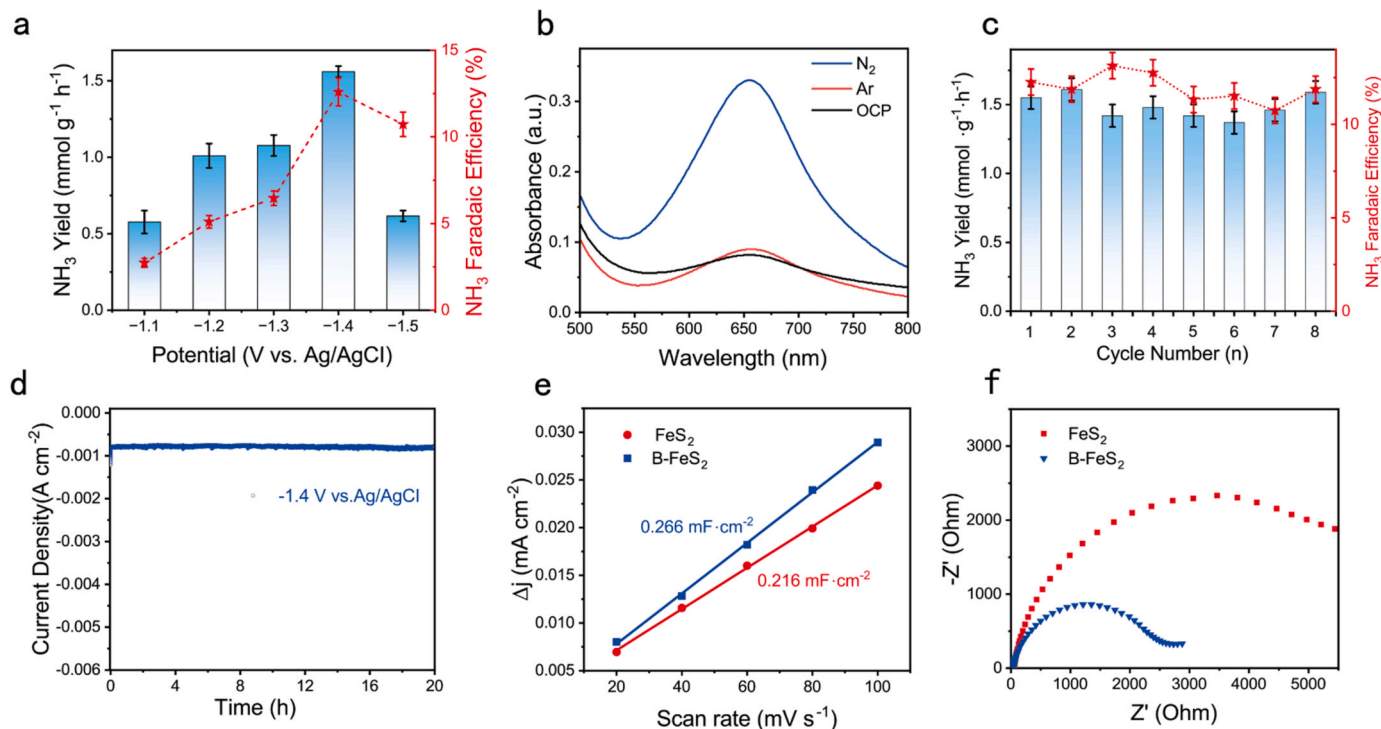 a
NH₃ Yield (mmol g⁻¹ h⁻¹)
1.5
1.0
0.5
0.0
−1.1 −1.2 −1.3 −1.4 −1.5
Potential (V vs. Ag/AgCl)
15
10
5
0
NH₃ Faradaic Efficiency (%)
b
Absorbance (a.u.)
0.3
0.2
0.1
0.0
500 550 600 650 700 750 800
Wavelength (nm)
N₂
Ar
OCP
c
NH₃ Yield (mmol ·g⁻¹·h⁻¹)
1.5
1.5
0.5
0.0
1 2 3 4 5 6 7 8
Cycle Number (n)
10
5
0
NH₃ Faradaic Efficiency (%)
d
Current Density(A cm⁻²)
0.000
-0.001
-0.002
-0.003
-0.004
-0.005
-0.006
0 4 8 12 16 20
Time (h)
-1.4 V vs.Ag/AgCl
e
Δj (mA cm⁻²)
0.030
0.025
0.020
0.015
0.010
0.005
20 40 60 80 100
Scan rate (mV s⁻¹)
FeS₂
B-FeS₂
0.266 mF·cm⁻²
0.216 mF·cm⁻²
f
-Z' (Ohm)
3000
2000
1000
0
0 1000 2000 3000 4000 5000
Z' (Ohm)
FeS₂
B-FeS₂